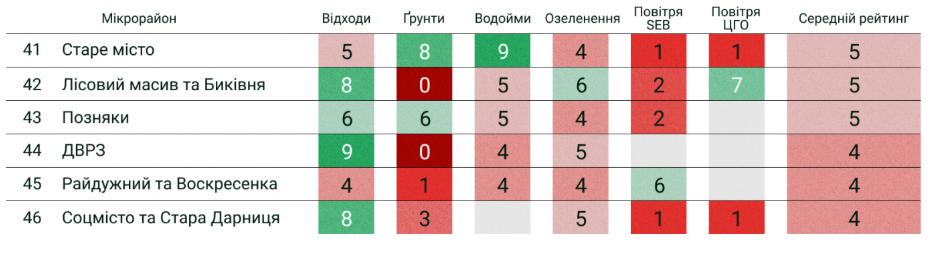 Мікрорайон Відходи Ґрунти Водойми Озеленення Повітря SEB Повітря ЦГО Середній рейтинг
41 Старе місто 5 8 9 4 1 1 5
42 Лісовий масив та Биківня 8 0 5 6 2 7 5
43 Позняки 6 6 5 4 2 5
44 ДВРЗ 9 0 4 5 4
45 Райдужний та Воскресенка 4 1 4 4 6 4
46 Соцмісто та Стара Дарниця 8 3 5 1 1 4